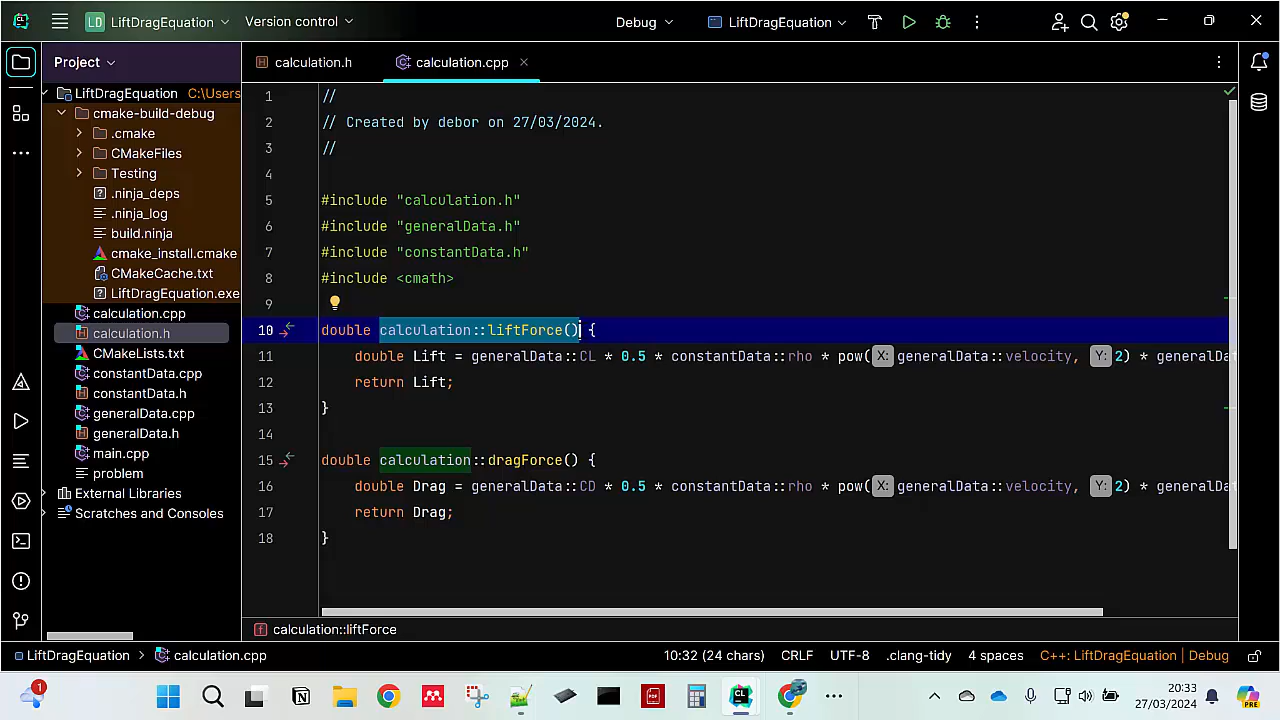 LD LiftDragEquation Version control Debug LiftDragEquation
Project
calculation.h calculation.cpp
LiftDragEquation C:\Users
cmake-build-debug
.cmake
CMakeFiles
Testing
.ninja_deps
.ninja_log
build.ninja
cmake_install.cmake
CMakeCache.txt
LiftDragEquation.exe
calculation.cpp
calculation.h
CMakeLists.txt
constantData.cpp
constantData.h
generalData.cpp
generalData.h
main.cpp
problem
External Libraries
Scratches and Consoles
1 //
2 // Created by debor on 27/03/2024.
3 //
4
5 #include "calculation.h"
6 #include "generalData.h"
7 #include "constantData.h"
8 #include <cmath>
9
10 double calculation::liftForce() {
11 double Lift = generalData::CL * 0.5 * constantData::rho * pow( X: generalData::velocity, Y: 2) * generalDa
12 return Lift;
13 }
14
15 double calculation::dragForce() {
16 double Drag = generalData::CD * 0.5 * constantData::rho * pow( X: generalData::velocity, Y: 2) * generalDa
17 return Drag;
18 }
calculation::liftForce
LiftDragEquation > calculation.cpp 10:32 (24 chars) CRLF UTF-8 .clang-tidy 4 spaces C++: LiftDragEquation | Debug
1 CL PRE
20:33
27/03/2024